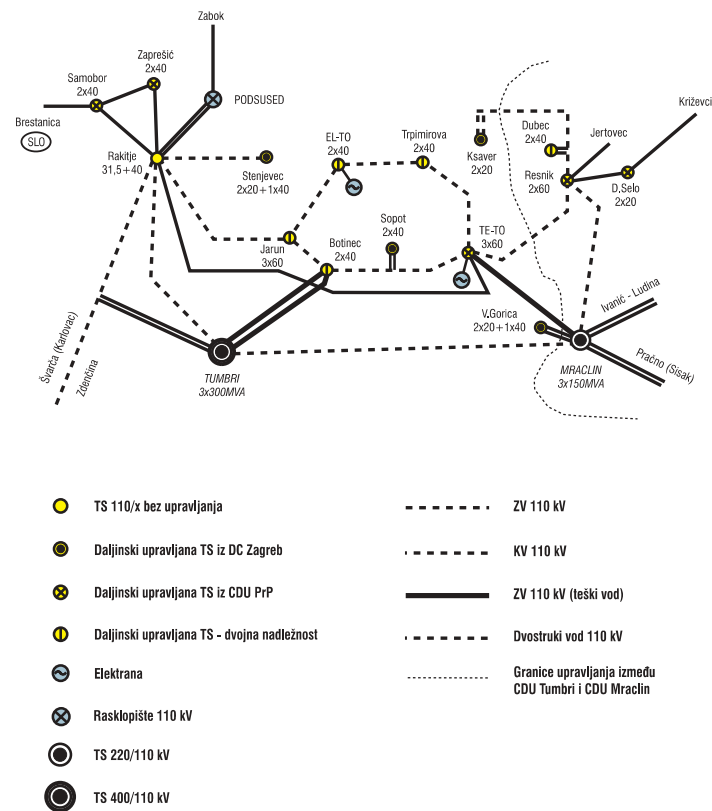 Zabok
Zaprešić
2x40
Samobor
2x40
PODSUSED
Brestanica
SLO
Križevci
Dubec
2x40
Jertovec
EL-TO
2x40
Trpimirova
2x40
Ksaver
2x20
Rakitje
31,5+40
Stenjevec
2x20+1x40
Resnik
2x60
D.Selo
2x20
Sopot
2x40
TE-TO
3x60
Jarun
3x60
Botinec
2x40
Ivanić - Ludina
V.Gorica
2x20+1x40
Švarča (Karlovac)
Zdenčina
Pračno (Sisak)
TUMBRI
3x300MVA
MRACLIN
3x150MVA
TS 110/x bez upravljanja
Daljinski upravljana TS iz DC Zagreb
Daljinski upravljana TS iz CDU PrP
Daljinski upravljana TS - dvojna nadležnost
Elektrana
Rasklopište 110 kV
TS 220/110 kV
TS 400/110 kV
ZV 110 kV
KV 110 kV
ZV 110 kV (teški vod)
Dvostruki vod 110 kV
Granice upravljanja između
CDU Tumbri i CDU Mraclin